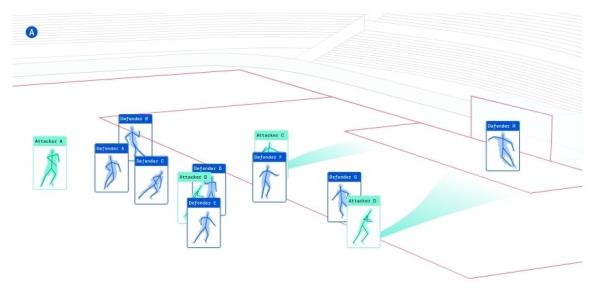 A
Defender B
Attacker A
Attacker C
Defender H
Defender A
Defender F
Defender C
Defender D
Attacker B
Defender G
Defender E
Attacker D